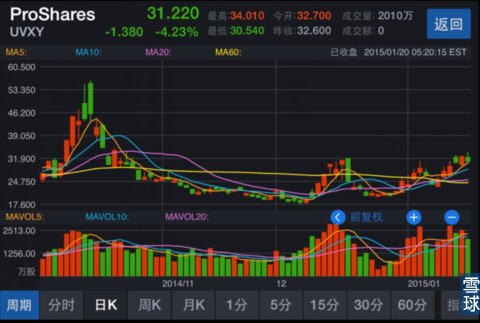 ProShares 31.220 最高: 34.010 今开: 32.700 成交量: 2010万 返回
UVXY -1.380 -4.23% 最低: 30.540 昨收: 32.600
MA5: MA10: MA20: MA60: 已收盘 2015/01/20 05:20:15 EST
60.500
53.350
46.200
39.050
31.900
24.750
17.600
MAVOL5: MAVOL10: MAVOL20: 前复权
2513.00
1256.00
万股
2014/11 12 2015/01
周期 分时 日K 周K 月K 1分 5分 15分 30分 60分 指
雪球